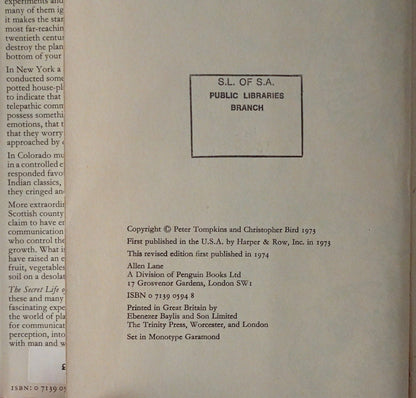 experiments and
many of them ig
it makes the star
most far-reachin
twentieth centu
destroy the plan
bottom of your
In New York a
conducted some
potted house-pl
to indicate that
telepathic comm
possess somethi
emotions, that t
that they worry
approached by
In Colorado mu
in a controlled e
responded favou
Indian classics,
they cringed an
More extraordin
Scottish county
claim to have e
communication
who control the
growth. What i
have raised an e
fruit, vegetables
soil on a desolat
The Secret Life o
these and many
fascinating expe
the world of pla
for communicat
perception, into
with man and w
£
ISBN: 0 7139 05
S.L. OF S.A.
PUBLIC LIBRARIES
BRANCH
Copyright © Peter Tompkins and Christopher Bird 1973
First published in the U.S.A. by Harper & Row, Inc. in 1973
This revised edition first published in 1974
Allen Lane
A Division of Penguin Books Ltd
17 Grosvenor Gardens, London SW1
ISBN 0 7139 0594 8
Printed in Great Britain by
Ebenezer Baylis and Son Limited
The Trinity Press, Worcester, and London
Set in Monotype Garamond